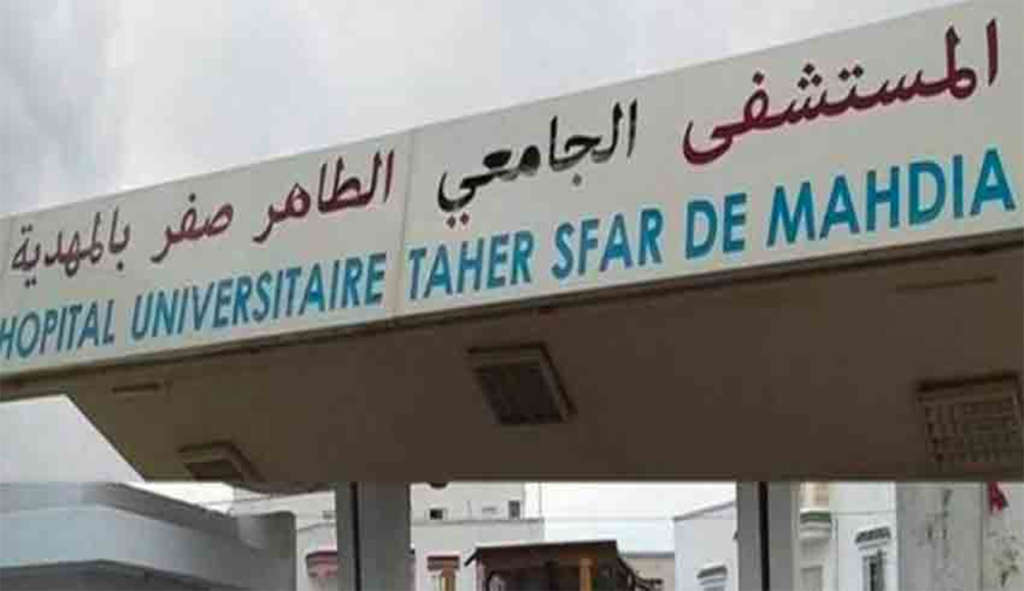 المستشفى الجامعي الطاهر صفر بالمهدية
HOPITAL UNIVERSITAIRE TAHER SFAR DE MAHDIA